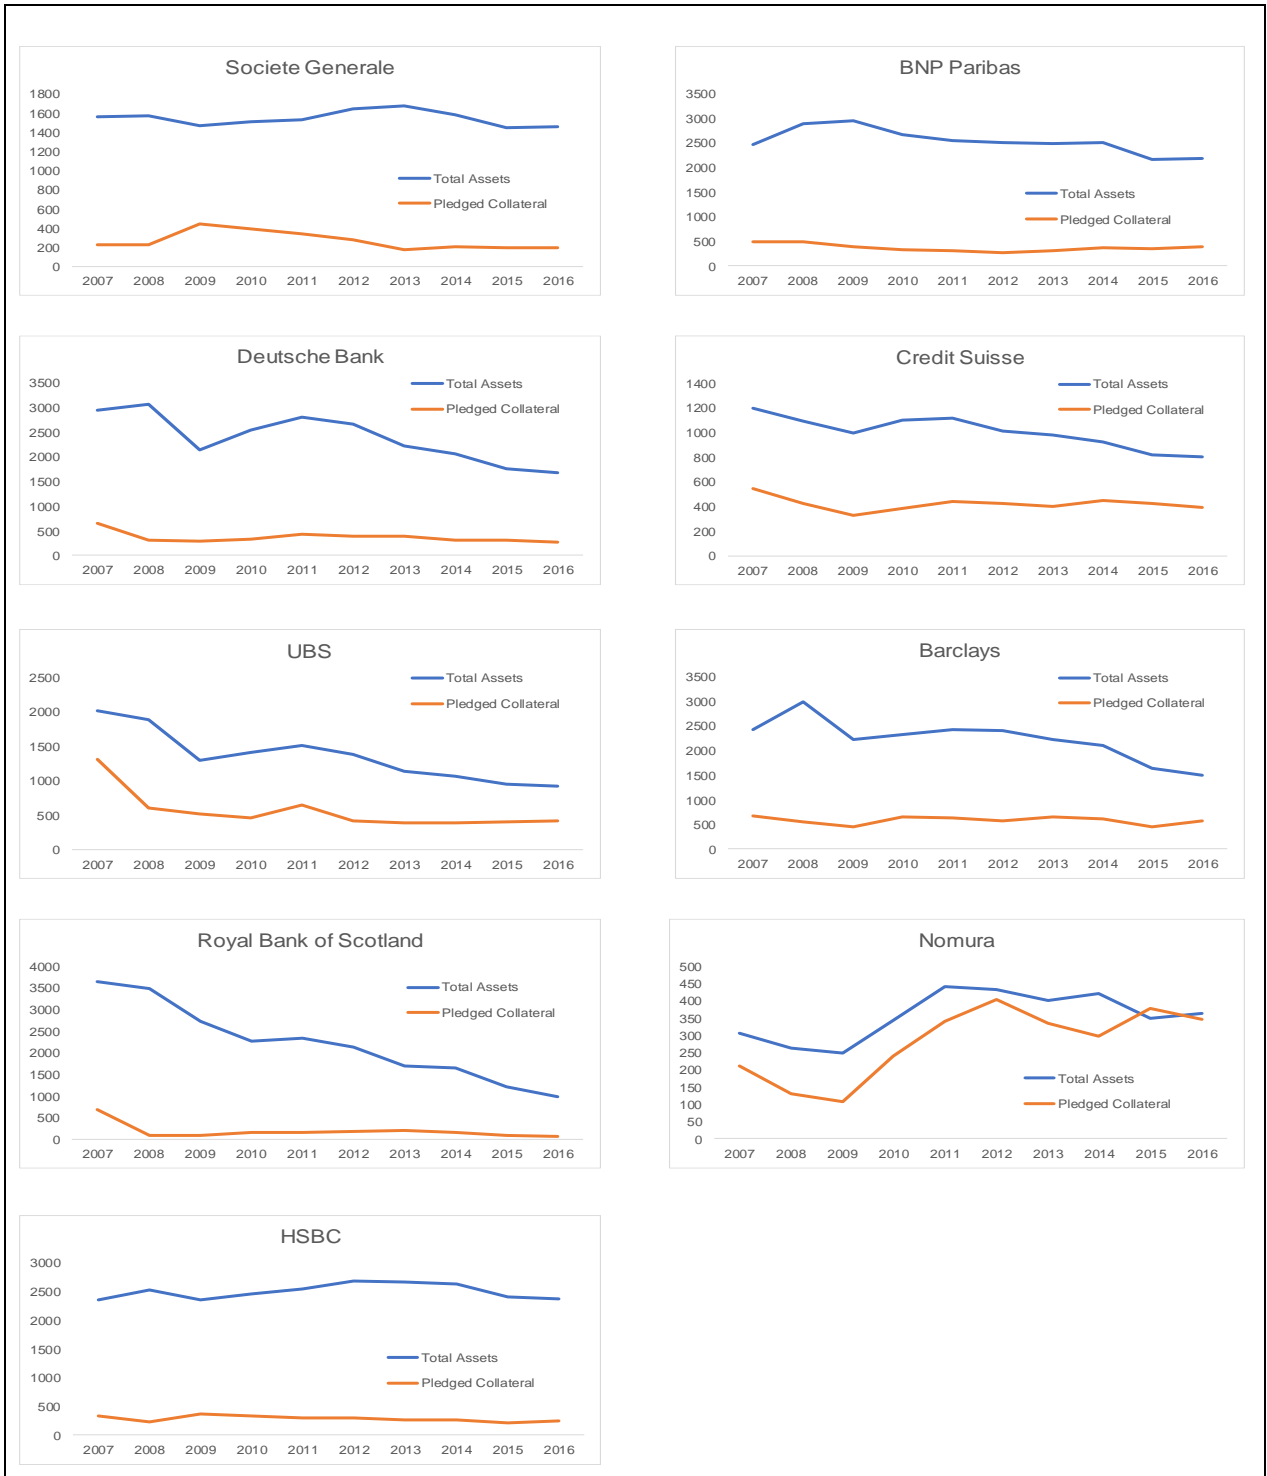 Societe Generale
1800
1600
1400
1200
1000
800
600
400
200
0
Total Assets
Pledged Collateral
2007 2008 2009 2010 2011 2012 2013 2014 2015 2016
BNP Paribas
3500
3000
2500
2000
1500
1000
500
0
Total Assets
Pledged Collateral
2007 2008 2009 2010 2011 2012 2013 2014 2015 2016
Deutsche Bank
3500
3000
2500
2000
1500
1000
500
0
Total Assets
Pledged Collateral
2007 2008 2009 2010 2011 2012 2013 2014 2015 2016
Credit Suisse
1400
1200
1000
800
600
400
200
0
Total Assets
Pledged Collateral
2007 2008 2009 2010 2011 2012 2013 2014 2015 2016
UBS
2500
2000
1500
1000
500
0
Total Assets
Pledged Collateral
2007 2008 2009 2010 2011 2012 2013 2014 2015 2016
Barclays
3500
3000
2500
2000
1500
1000
500
0
Total Assets
Pledged Collateral
2007 2008 2009 2010 2011 2012 2013 2014 2015 2016
Royal Bank of Scotland
4000
3500
3000
2500
2000
1500
1000
500
0
Total Assets
Pledged Collateral
2007 2008 2009 2010 2011 2012 2013 2014 2015 2016
Nomura
500
450
400
350
300
250
200
150
100
50
0
Total Assets
Pledged Collateral
2007 2008 2009 2010 2011 2012 2013 2014 2015 2016
HSBC
3000
2500
2000
1500
1000
500
0
Total Assets
Pledged Collateral
2007 2008 2009 2010 2011 2012 2013 2014 2015 2016